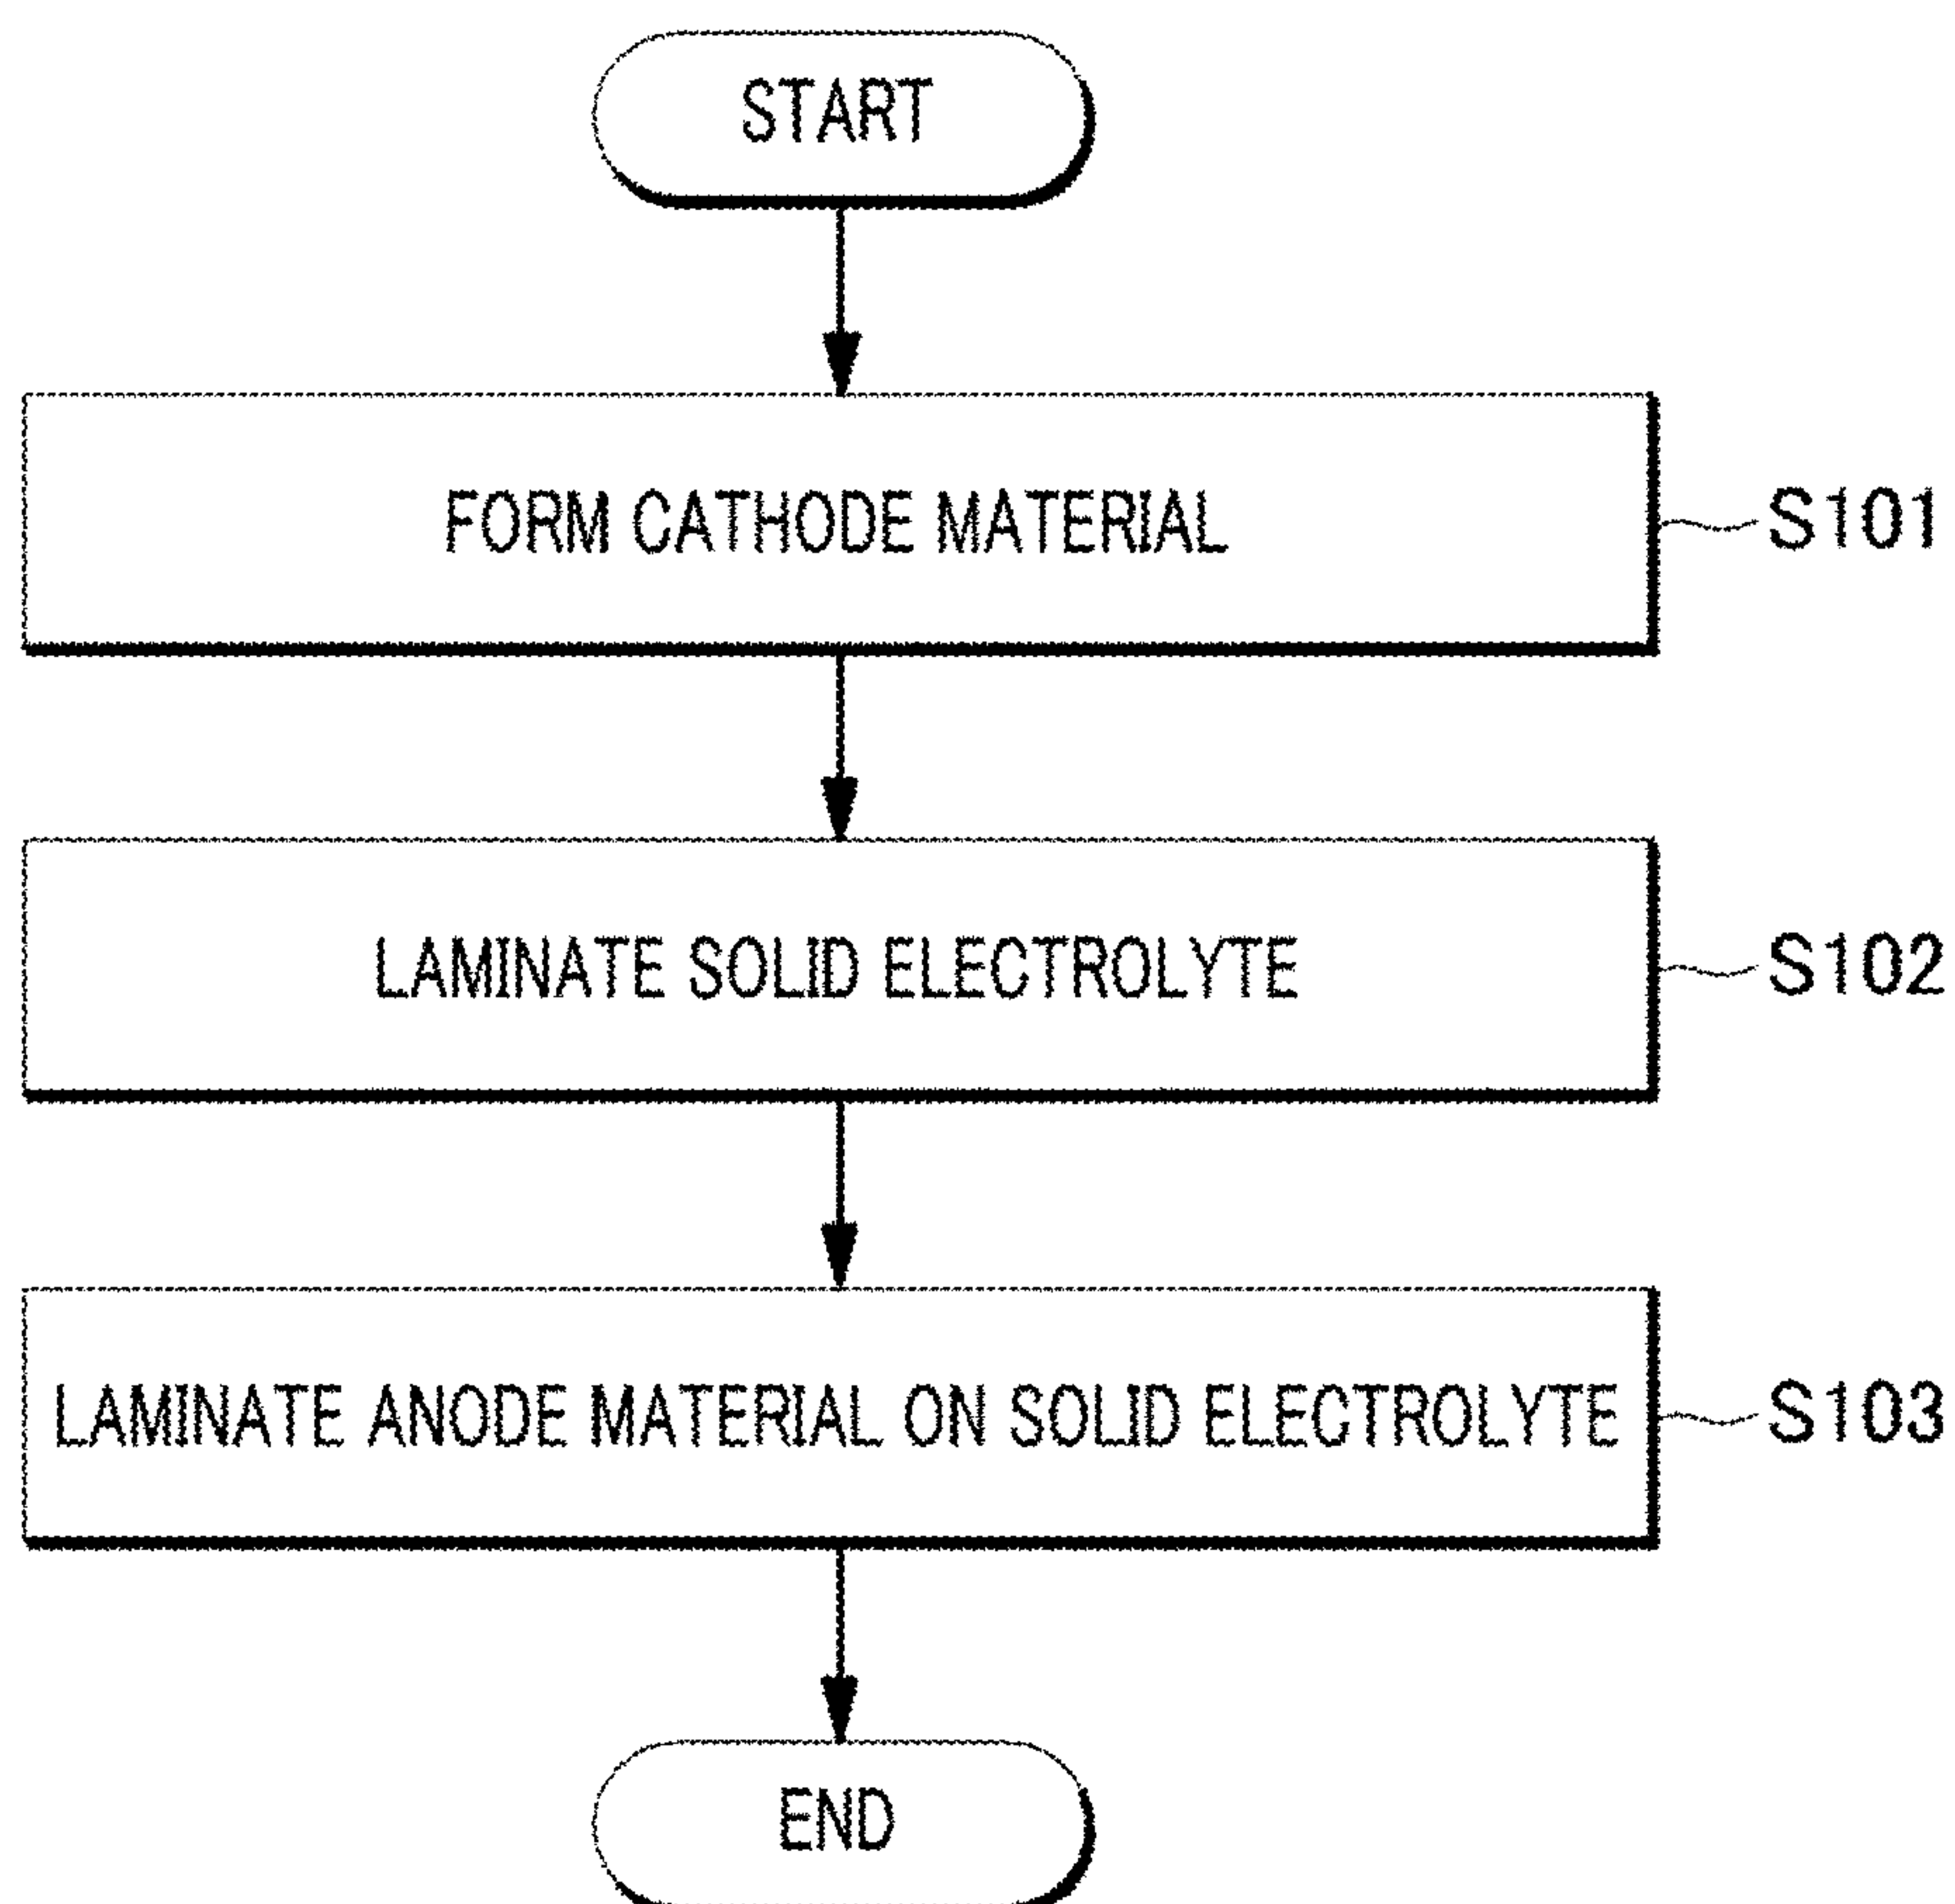 START
FORM CATHODE MATERIAL
S101
LAMINATE SOLID ELECTROLYTE
S102
LAMINATE ANODE MATERIAL ON SOLID ELECTROLYTE
S103
END